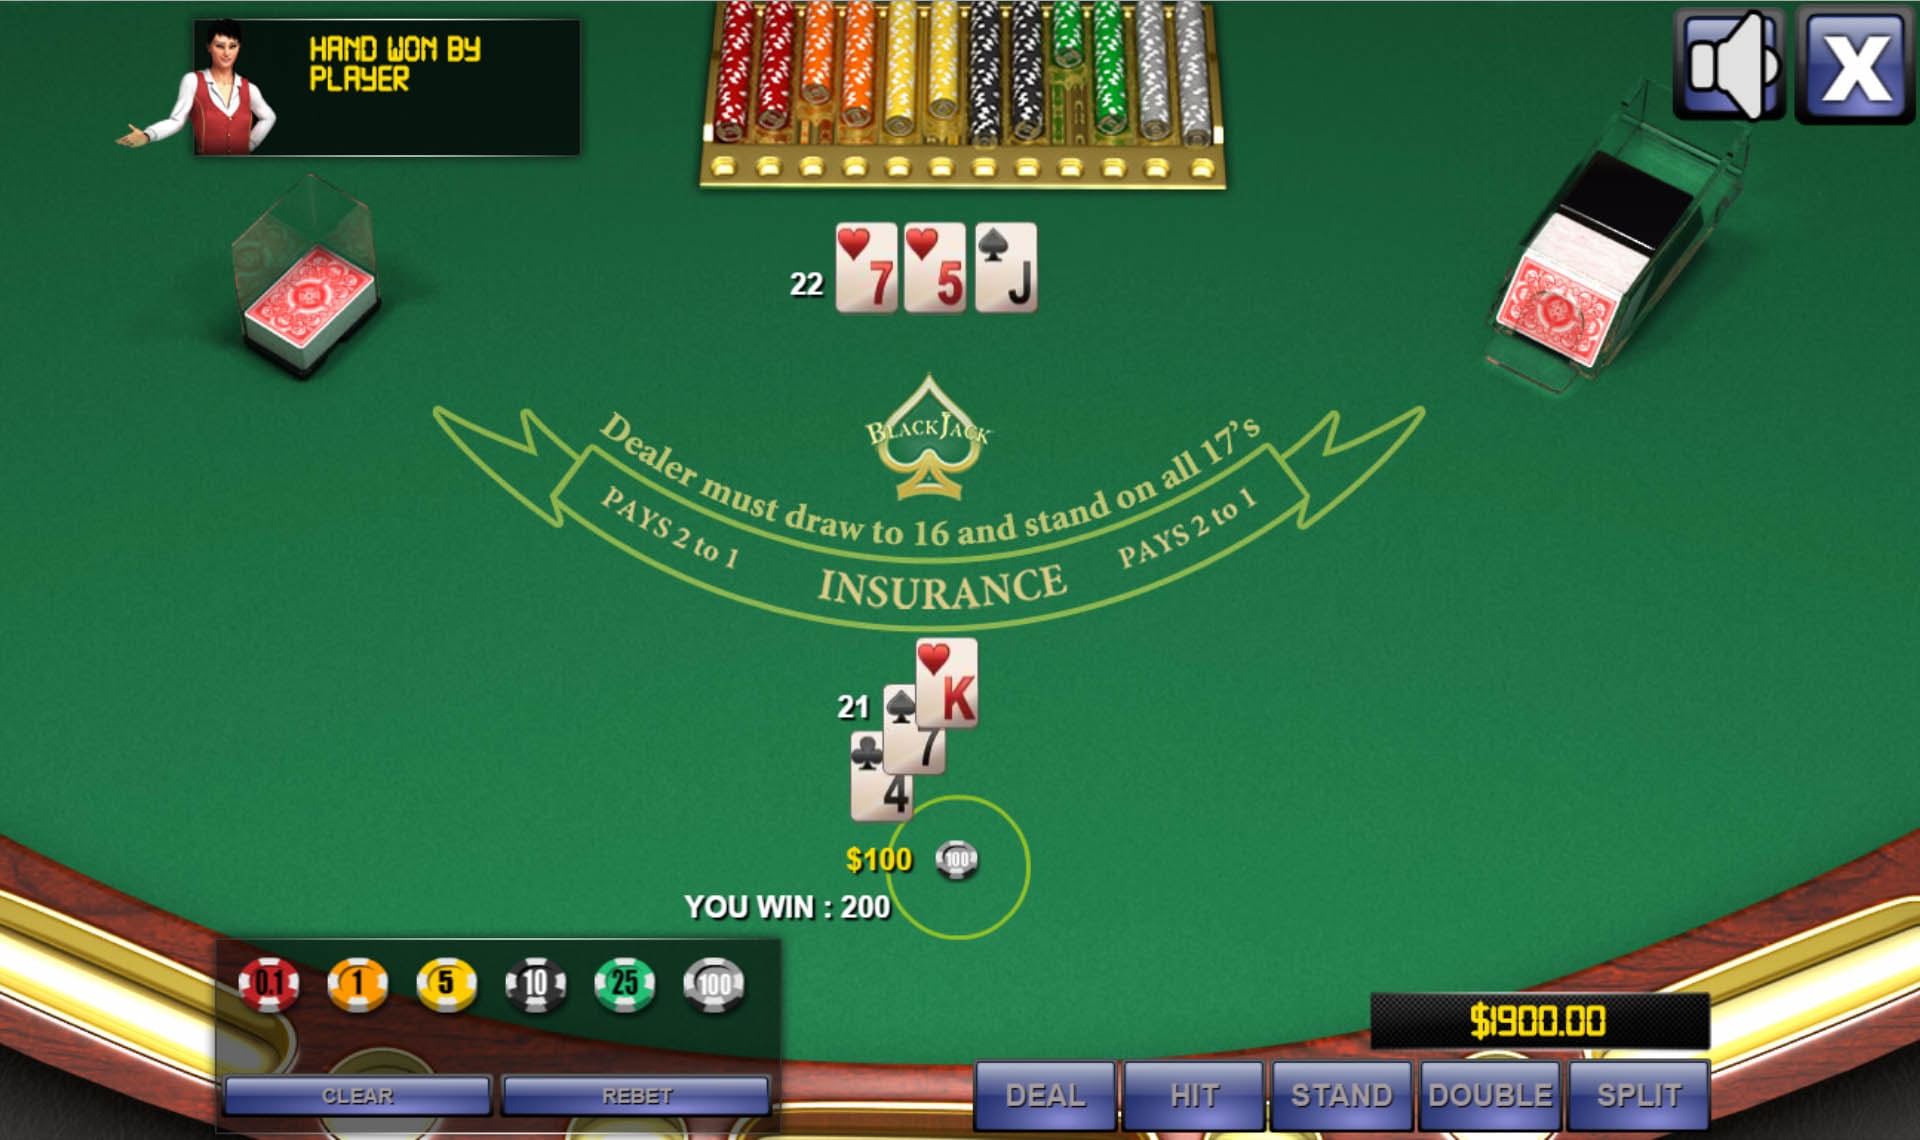 HAND WON BY
PLAYER
22
7
5
J
BLACKJACK
Dealer must draw to 16 and stand on all 17's
PAYS 2 to 1
INSURANCE
PAYS 2 to 1
K
21
7
4
$100
100
YOU WIN : 200
0.1
1
5
10
25
100
$1900.00
CLEAR
REBET
DEAL
HIT
STAND
DOUBLE
SPLIT
X